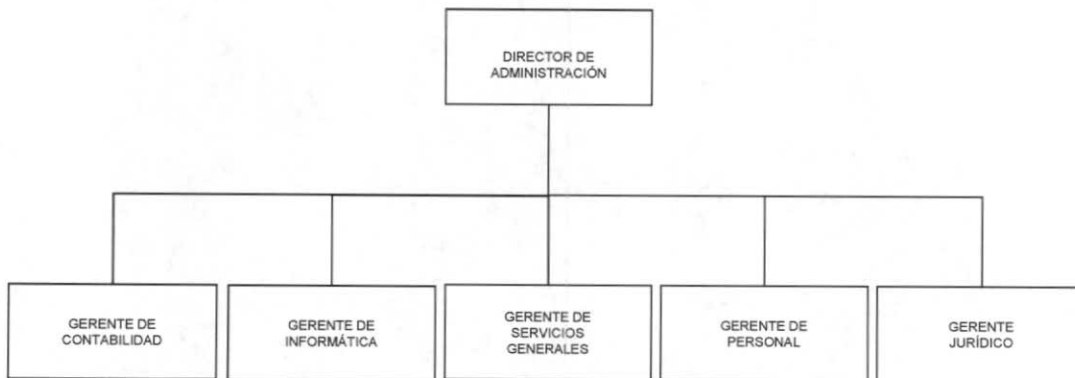 DIRECTOR DE
ADMINISTRACIÓN
GERENTE DE
CONTABILIDAD
GERENTE DE
INFORMÁTICA
GERENTE DE
SERVICIOS
GENERALES
GERENTE DE
PERSONAL
GERENTE
JURÍDICO